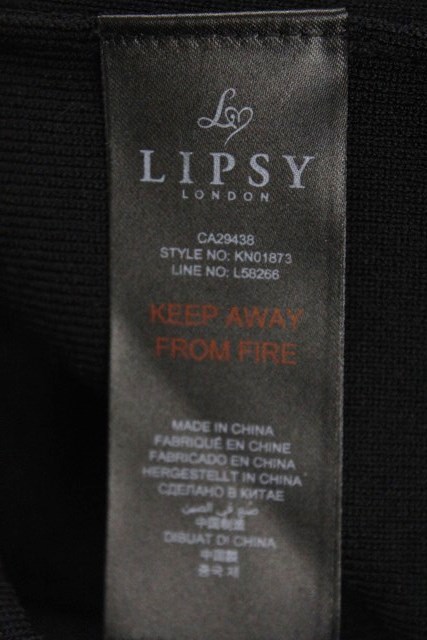 LIPSY
LONDON
CA29438
STYLE NO: KN01873
LINE NO: L58266
KEEP AWAY
FROM FIRE
MADE IN CHINA
FABRIQUÉ EN CHINE
FABRICADO EN CHINA
HERGESTELLT IN CHINA
СДЕЛАНО В КИТАЕ
صنع في الصين
中国制造
DIBUAT DI CHINA
中國製
중국 제